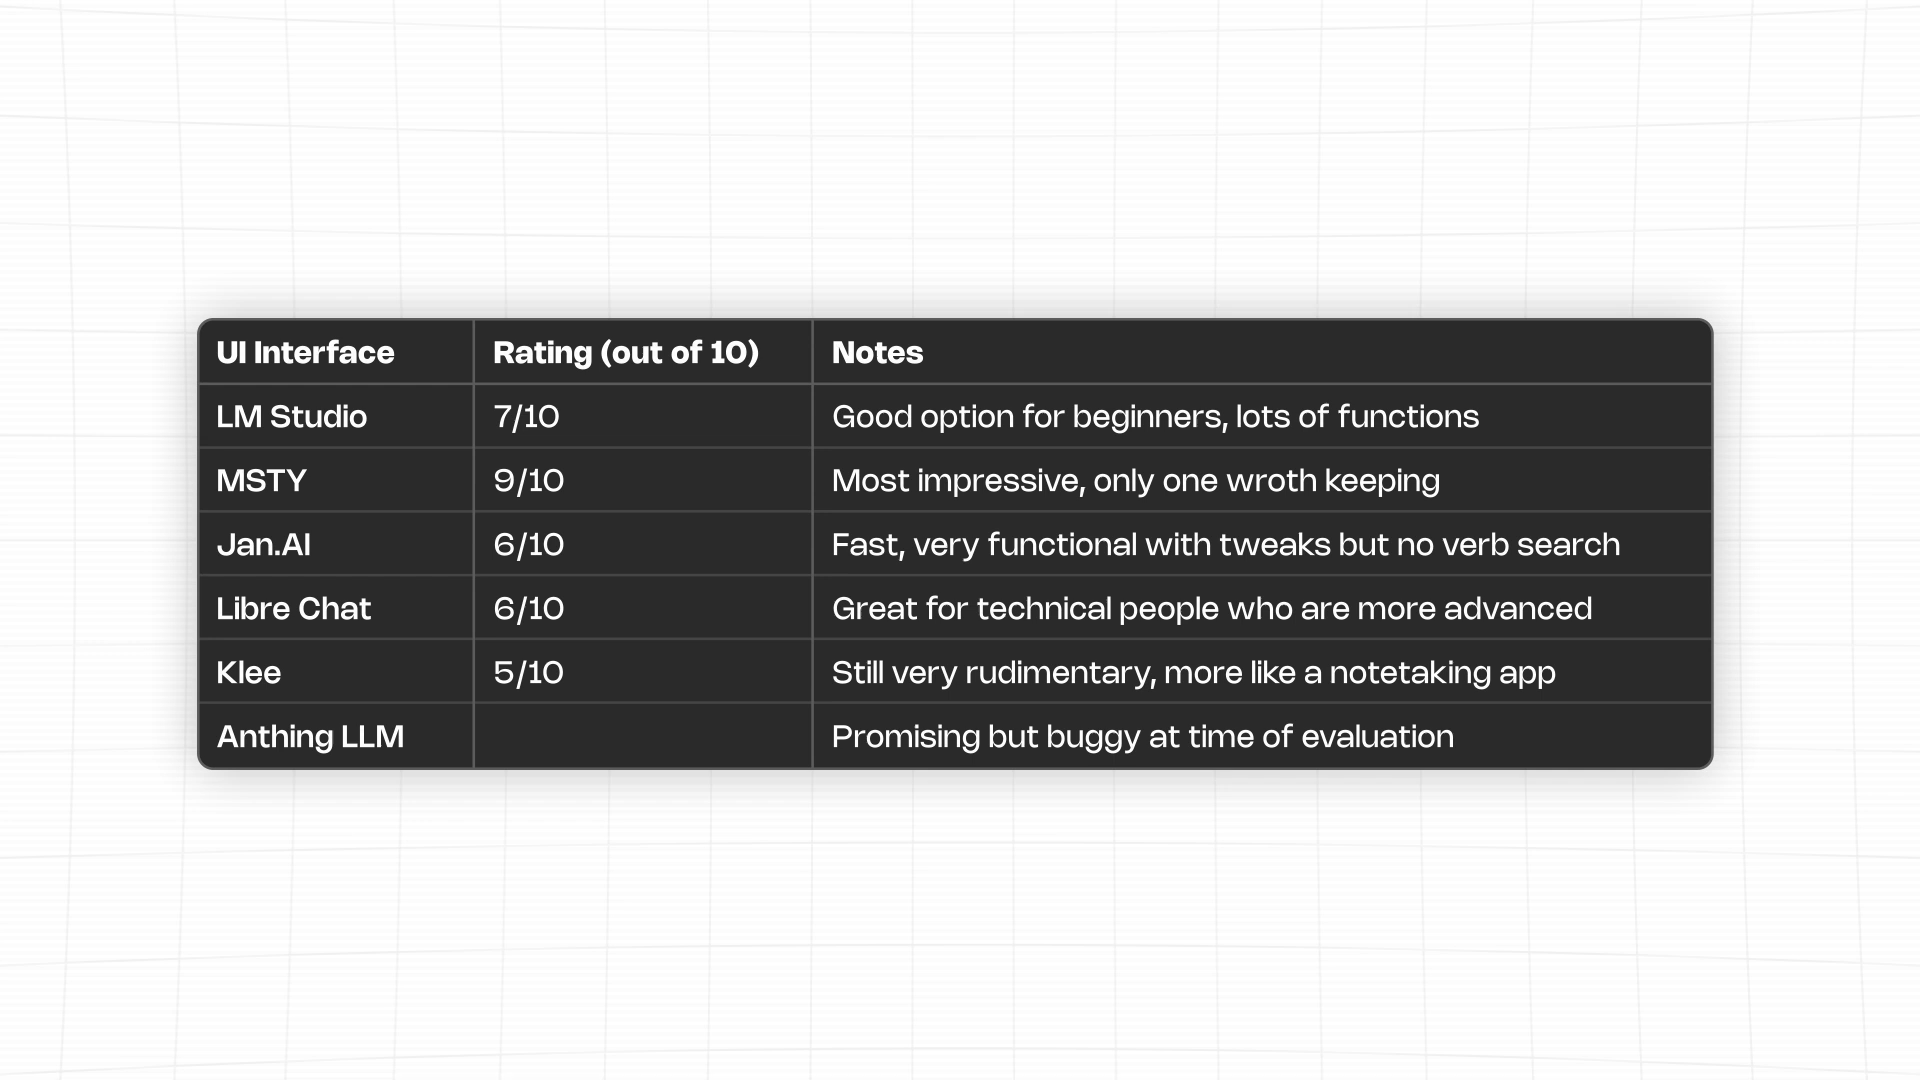 UI Interface Rating (out of 10) Notes
LM Studio 7/10 Good option for beginners, lots of functions
MSTY 9/10 Most impressive, only one wroth keeping
Jan.AI 6/10 Fast, very functional with tweaks but no verb search
Libre Chat 6/10 Great for technical people who are more advanced
Klee 5/10 Still very rudimentary, more like a notetaking app
Anthing LLM Promising but buggy at time of evaluation